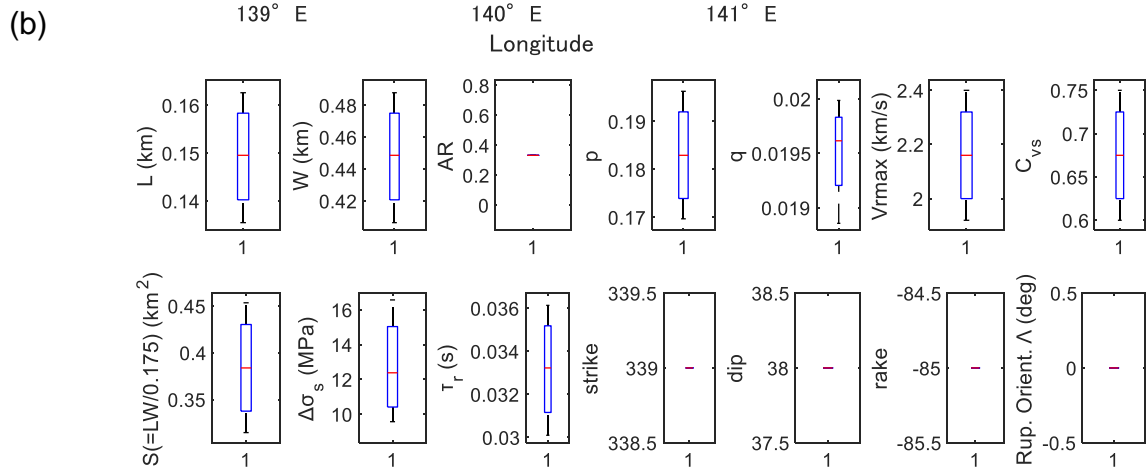 (b)
139° E 140° E 141° E
Longitude
L (km) 0.16 0.15 0.14 1
W (km) 0.48 0.46 0.44 0.42 1
AR 0.8 0.6 0.4 0.2 0 1
p 0.19 0.18 0.17 1
q 0.02 0.0195 0.019 1
Vrmax (km/s) 2.4 2.2 2 1
C_vs 0.75 0.7 0.65 0.6 1
S(=LW/0.175) (km²) 0.45 0.4 0.35 1
Δσ_s (MPa) 16 14 12 10 1
τ_r (s) 0.036 0.034 0.032 0.03 1
strike 339.5 339 338.5 1
dip 38.5 38 37.5 1
rake -84.5 -85 -85.5 1
Rup. Orient. Λ (deg) 0.5 0 -0.5 1